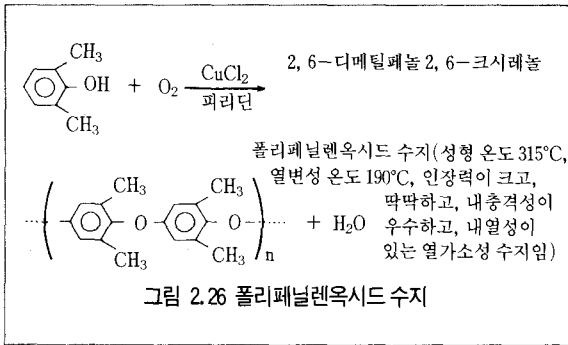 CH₃
OH + O₂ CuCl₂ 피리딘
CH₃
2, 6-디메틸페놀 2, 6-크시레놀
폴리페닐렌옥시드 수지(성형 온도 315℃,
열변성 온도 190℃, 인장력이 크고,
딱딱하고, 내충격성이
우수하고, 내열성이
있는 열가소성 수지임)
CH₃ CH₃
O O n + H₂O
CH₃ CH₃
그림 2.26 폴리페닐렌옥시드 수지